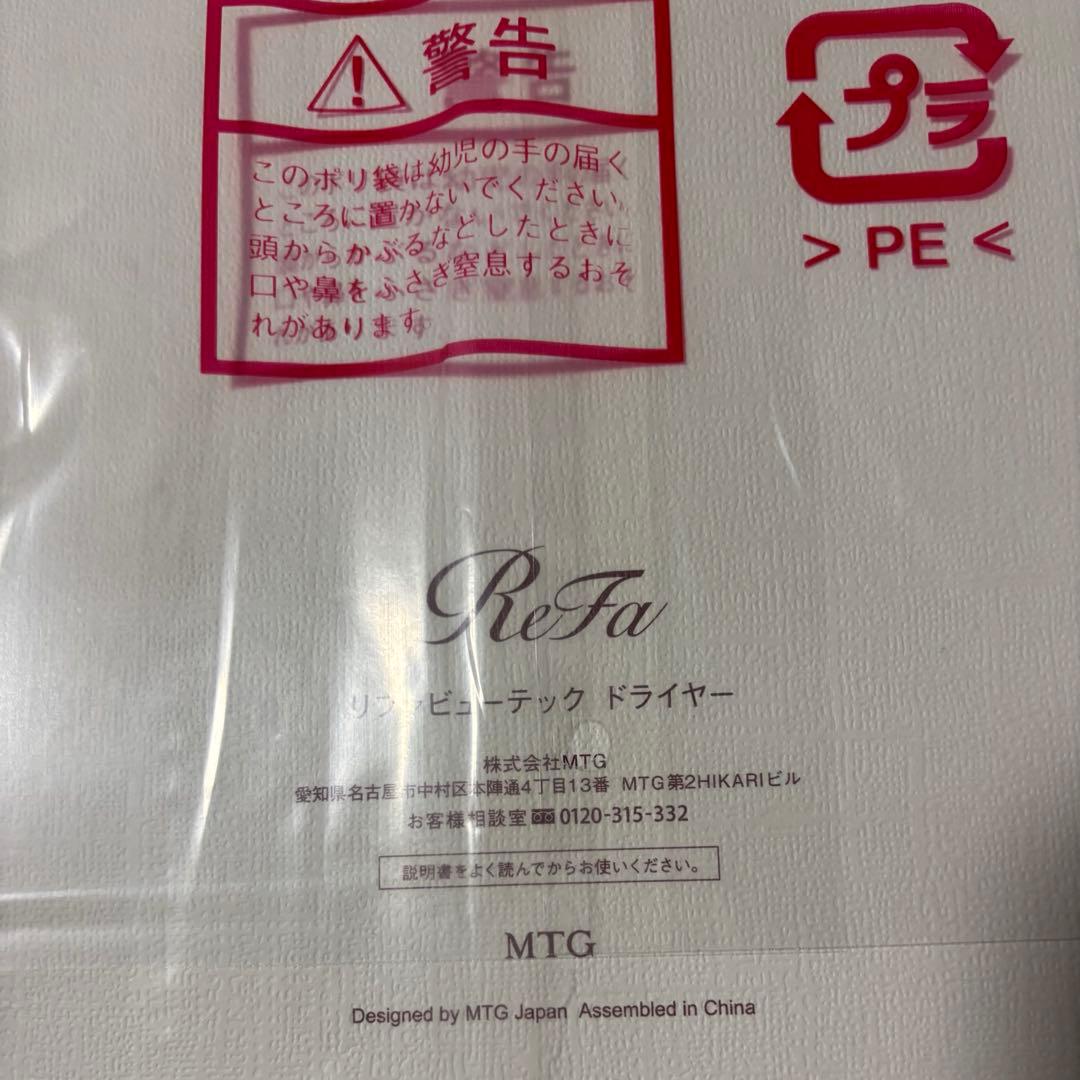 警告
このポリ袋は幼児の手の届く
ところに置かないでください。
頭からかぶるなどしたときに
口や鼻をふさぎ窒息するおそ
れがあります。
プラ
> PE <
ReFa
リファビューテック ドライヤー
株式会社MTG
愛知県名古屋市中村区本陣通4丁目13番 MTG第2HIKARIビル
お客様相談室 0120-315-332
説明書をよく読んでからお使いください。
MTG
Designed by MTG Japan Assembled in China